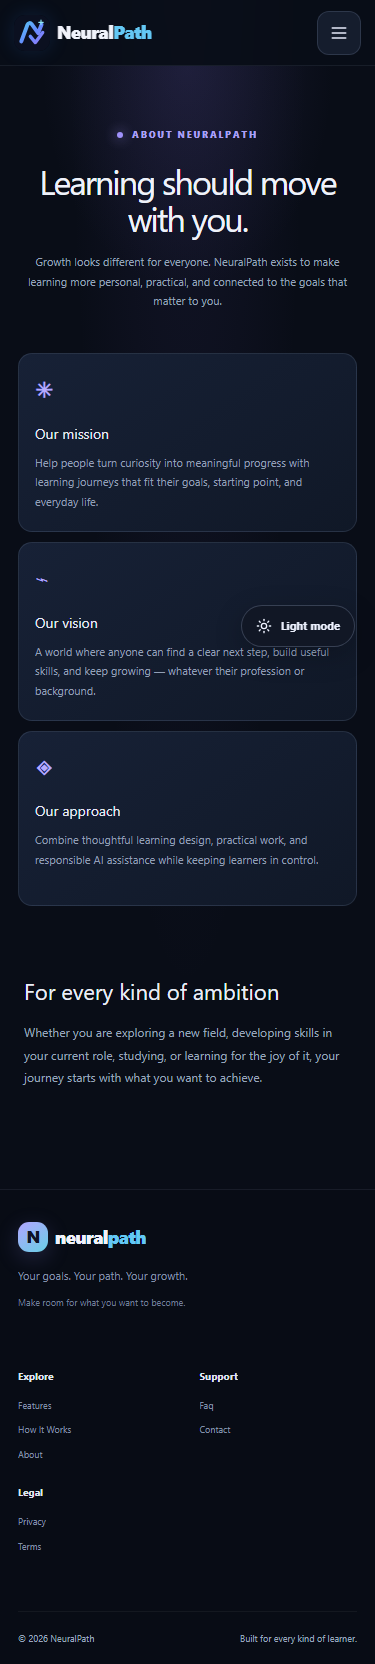 NeuralPath
ABOUT NEURALPATH
Learning should move
with you.
Growth looks different for everyone. NeuralPath exists to make
learning more personal, practical, and connected to the goals that
matter to you.
Our mission
Help people turn curiosity into meaningful progress with
learning journeys that fit their goals, starting point, and
everyday life.
Our vision
Light mode
A world where anyone can find a clear next step, build useful
skills, and keep growing — whatever their profession or
background.
Our approach
Combine thoughtful learning design, practical work, and
responsible AI assistance while keeping learners in control.
For every kind of ambition
Whether you are exploring a new field, developing skills in
your current role, studying, or learning for the joy of it, your
journey starts with what you want to achieve.
N neuralpath
Your goals. Your path. Your growth.
Make room for what you want to become.
Explore
Features
How It Works
About
Support
Faq
Contact
Legal
Privacy
Terms
© 2026 NeuralPath
Built for every kind of learner.